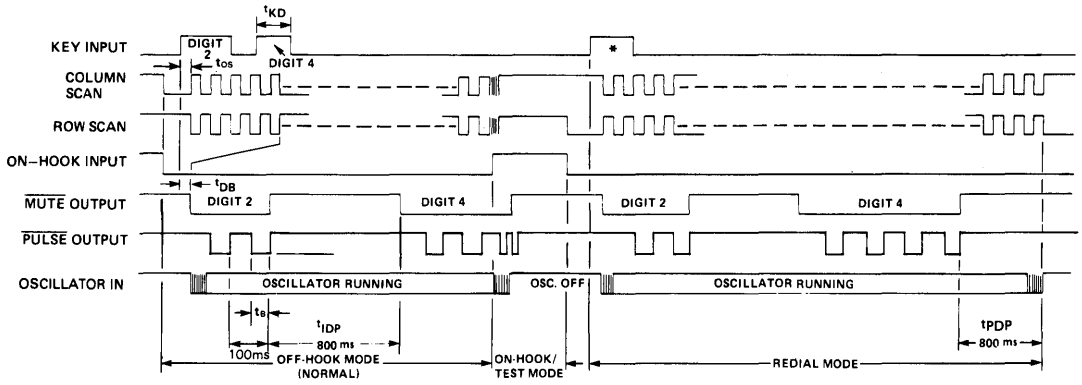 tKD
KEY INPUT
DIGIT 2
DIGIT 4
*
tOS
COLUMN SCAN
ROW SCAN
ON–HOOK INPUT
tDB
MUTE OUTPUT
DIGIT 2
DIGIT 4
DIGIT 2
DIGIT 4
PULSE OUTPUT
OSCILLATOR IN
OSCILLATOR RUNNING
OSC. OFF
OSCILLATOR RUNNING
tB
tIDP
800 ms
100ms
tPDP
800 ms
OFF-HOOK MODE
(NORMAL)
ON-HOOK/
TEST MODE
REDIAL MODE